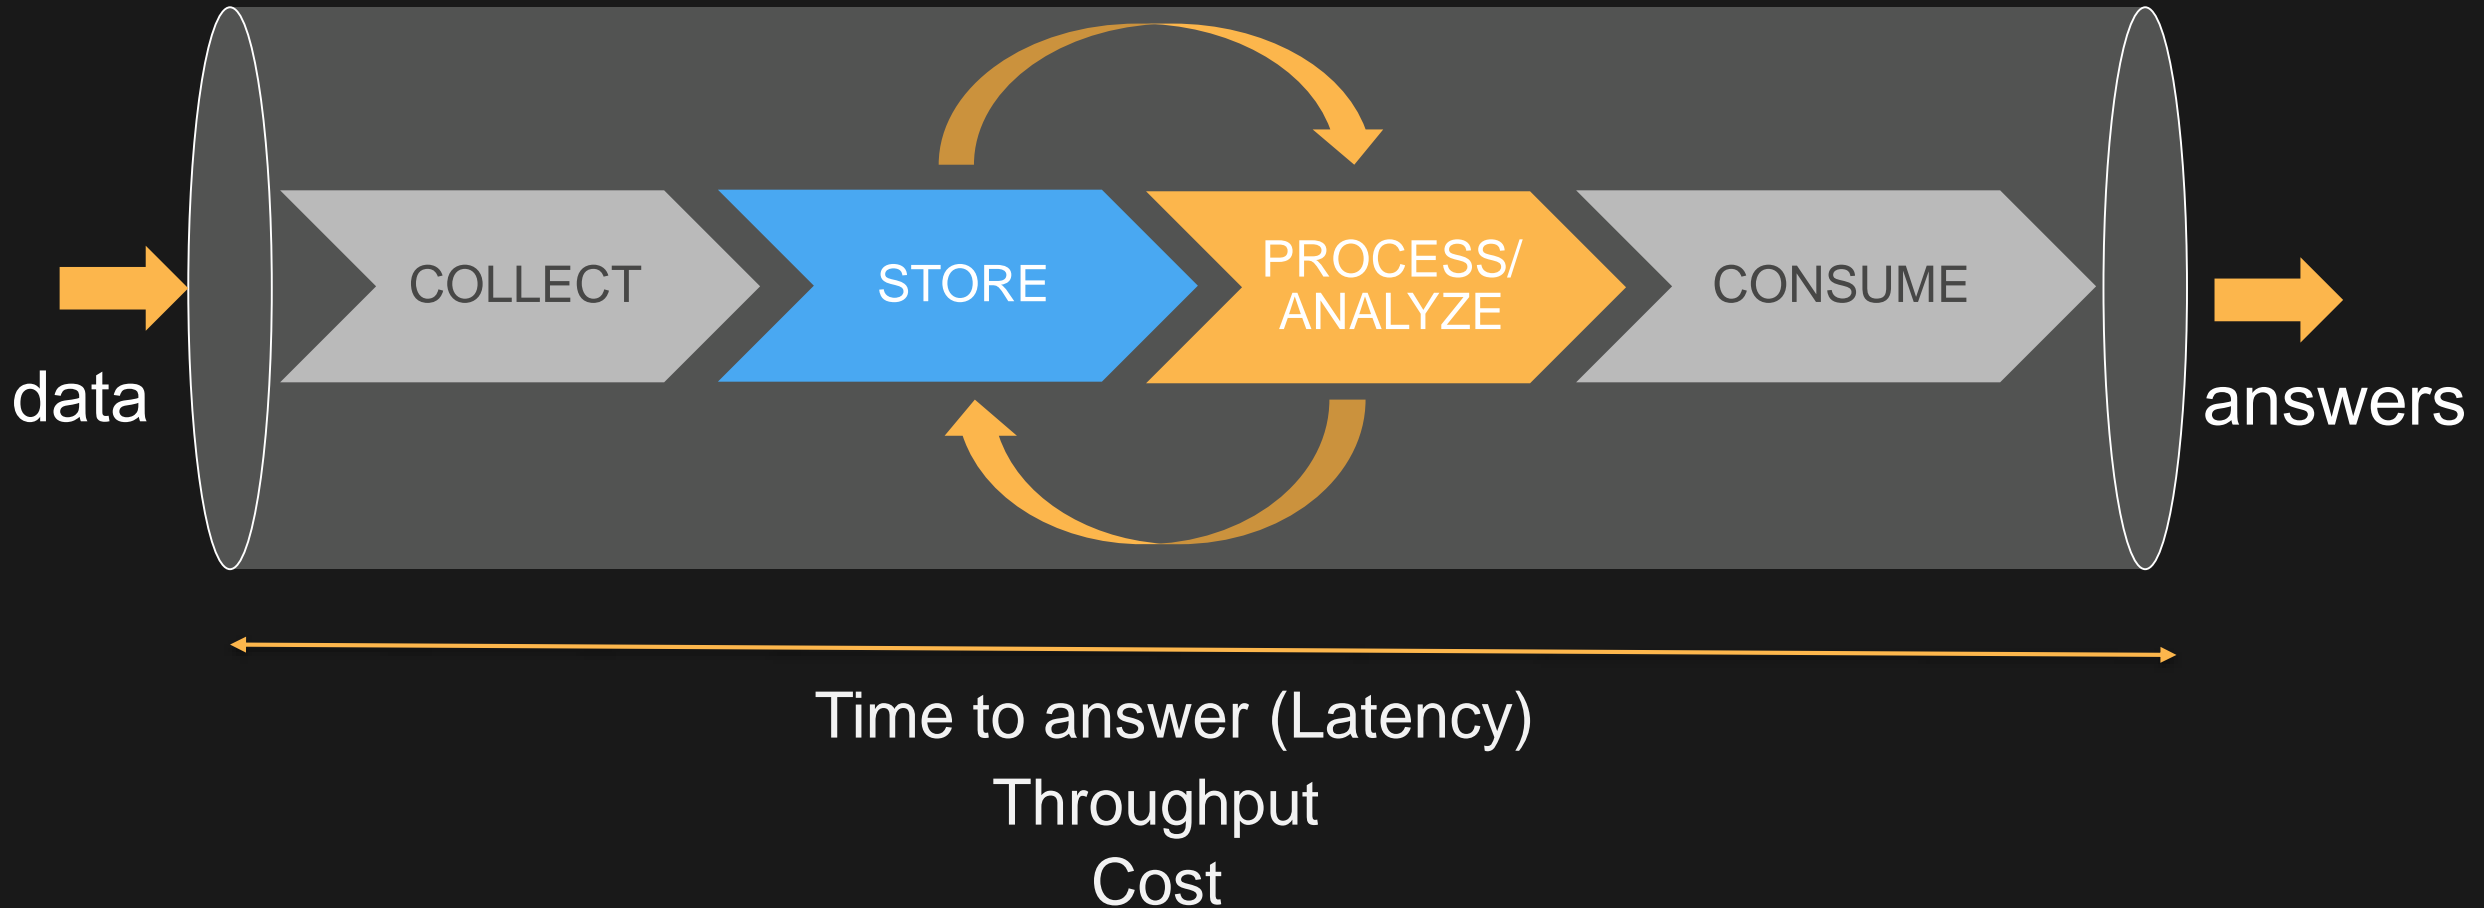 COLLECT
STORE
PROCESS/
ANALYZE
CONSUME
data
answers
Time to answer (Latency)
Throughput
Cost